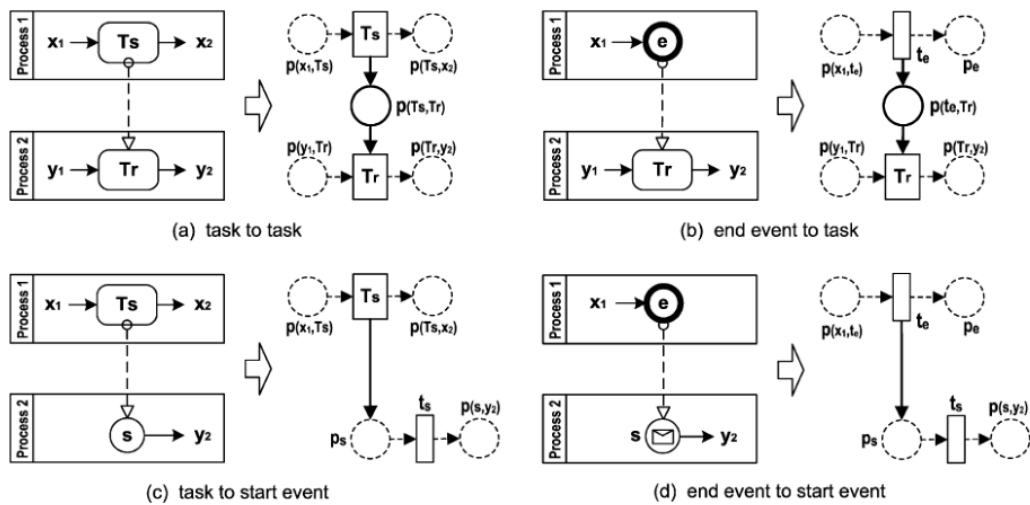 Process 1
x₁ Ts x₂
Process 2
y₁ Tr y₂
Ts
p(x₁,Ts) p(Ts,x₂)
p(Ts,Tr)
p(y₁,Tr) p(Tr,y₂)
Tr
(a) task to task
Process 1
x₁ e
Process 2
y₁ Tr y₂
p(x₁,tₑ) tₑ pₑ
p(tₑ,Tr)
p(y₁,Tr) p(Tr,y₂)
Tr
(b) end event to task
Process 1
x₁ Ts x₂
Process 2
s y₂
Ts
p(x₁,Ts) p(Ts,x₂)
tₛ p(s,y₂)
pₛ
(c) task to start event
Process 1
x₁ e
Process 2
s y₂
p(x₁,tₑ) tₑ pₑ
tₛ p(s,y₂)
pₛ
(d) end event to start event